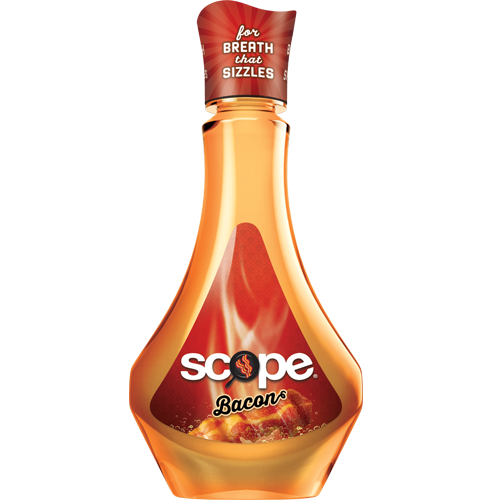 for
BREATH
that
SIZZLES
scope®
Bacon